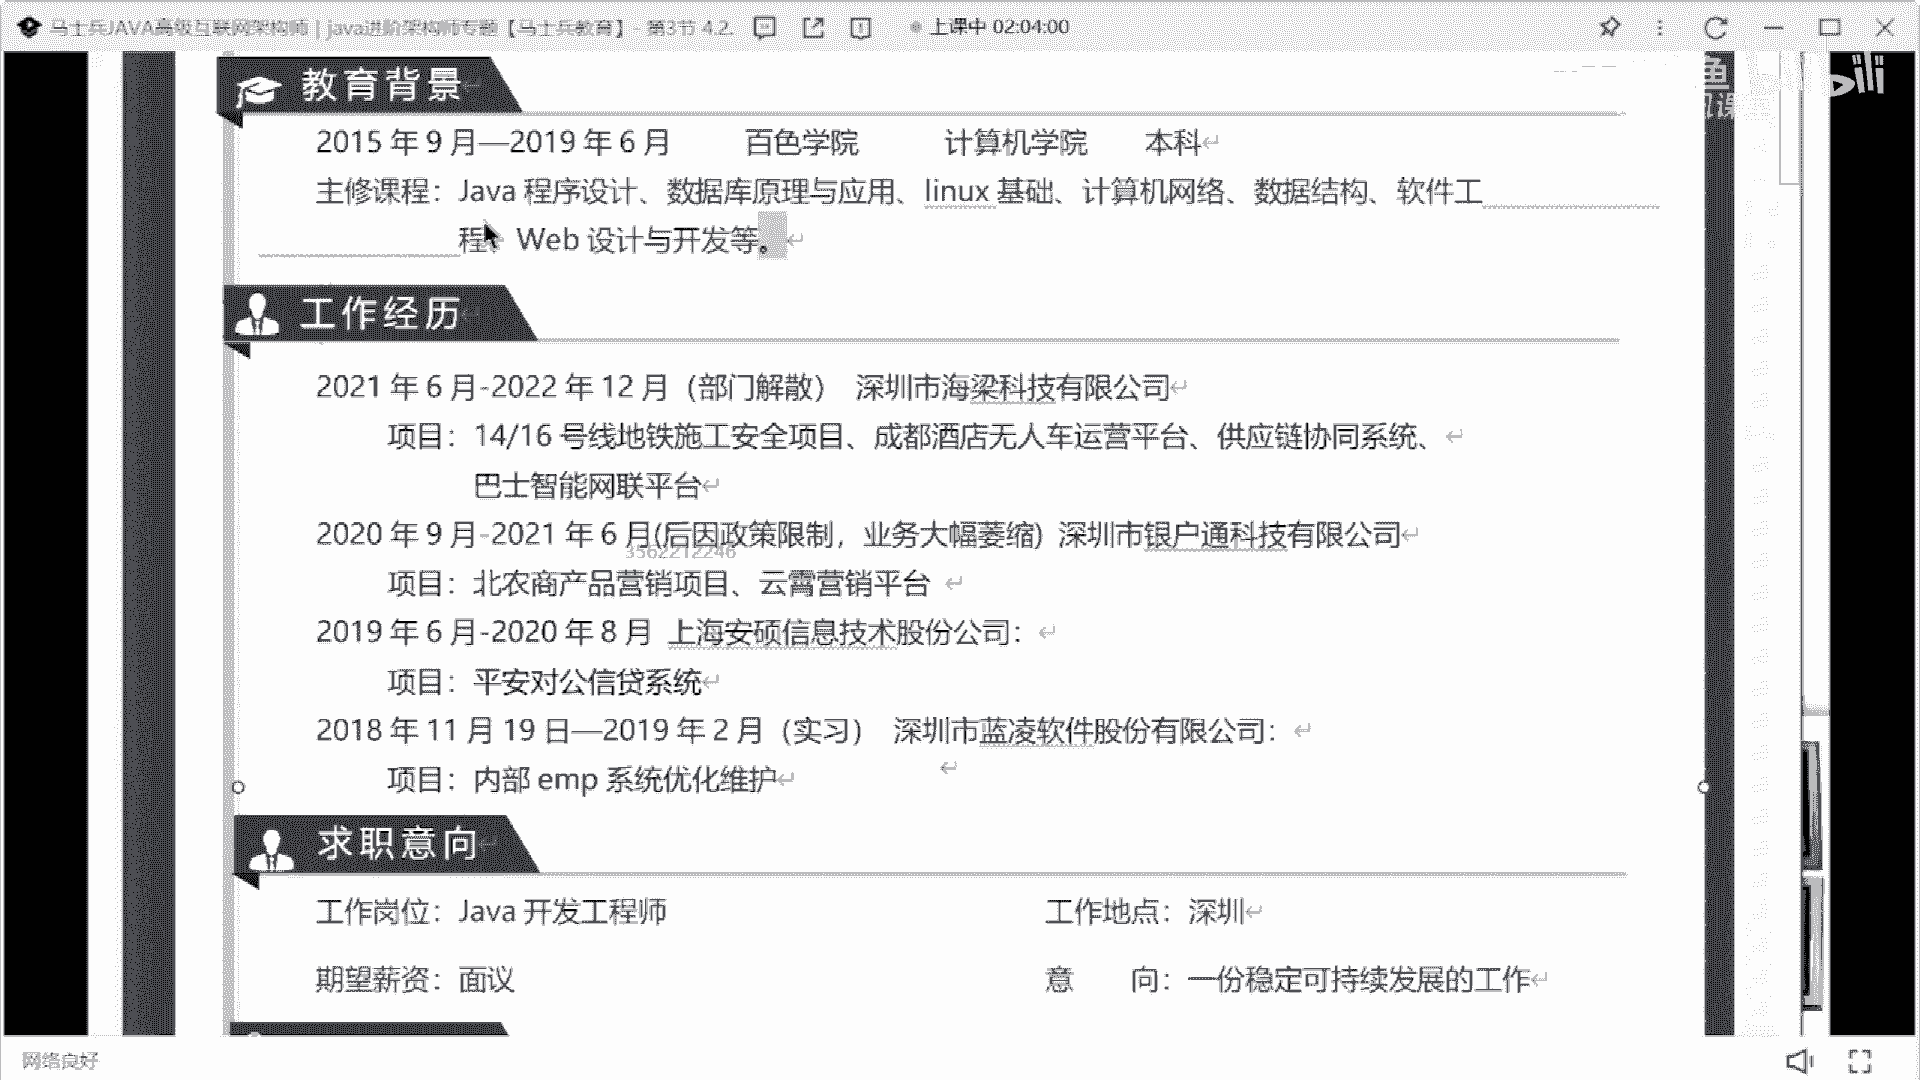 马士兵JAVA高级互联网架构师 | java进阶架构师专题【马士兵教育】- 第3节 4.2.
上课中 02:04:00
教育背景
2015 年 9 月—2019 年 6 月 百色学院 计算机学院 本科
主修课程：Java 程序设计、数据库原理与应用、linux 基础、计算机网络、数据结构、软件工
程、Web 设计与开发等。
工作经历
2021 年 6 月-2022 年 12 月（部门解散） 深圳市海梁科技有限公司
项目：14/16 号线地铁施工安全项目、成都酒店无人车运营平台、供应链协同系统、
巴士智能网联平台
2020 年 9 月-2021 年 6 月(后因政策限制，业务大幅萎缩) 深圳市银户通科技有限公司
3562212246
项目：北农商产品营销项目、云霄营销平台
2019 年 6 月-2020 年 8 月 上海安硕信息技术股份公司：
项目：平安对公信贷系统
2018 年 11 月 19 日—2019 年 2 月（实习） 深圳市蓝凌软件股份有限公司：
项目：内部 emp 系统优化维护
求职意向
工作岗位：Java 开发工程师 工作地点：深圳
期望薪资：面议 意 向：一份稳定可持续发展的工作
网络良好